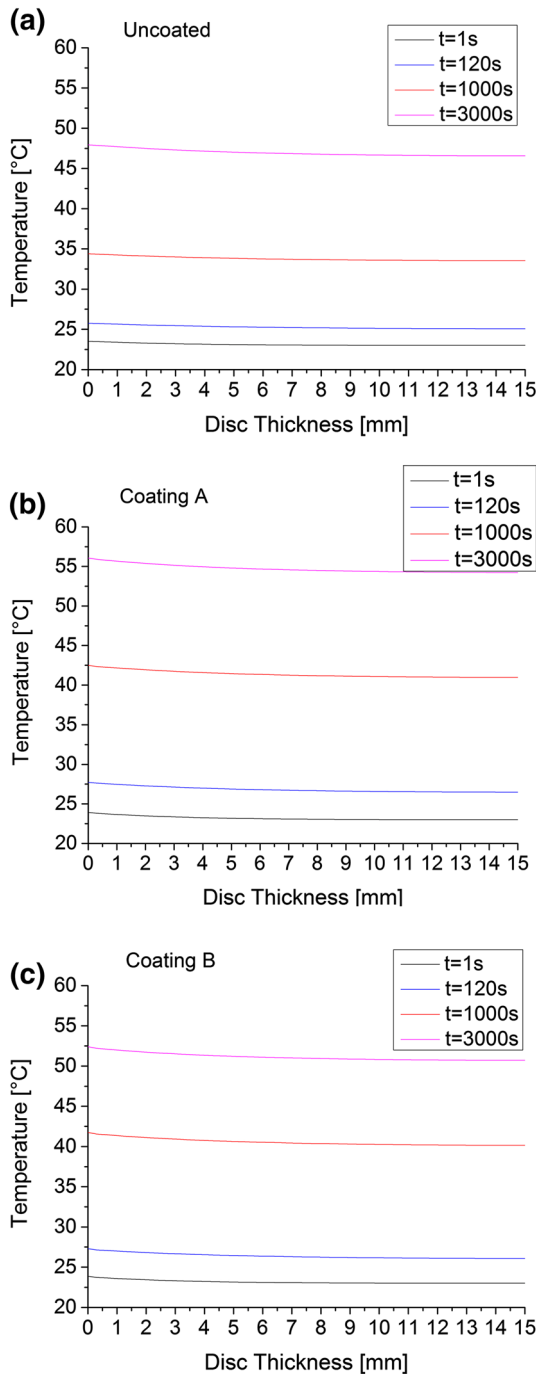 (a)
Uncoated
t=1s
t=120s
t=1000s
t=3000s
60
55
50
45
40
35
30
25
20
Temperature [°C]
0 1 2 3 4 5 6 7 8 9 10 11 12 13 14 15
Disc Thickness [mm]
(b)
Coating A
t=1s
t=120s
t=1000s
t=3000s
60
55
50
45
40
35
30
25
20
Temperature [°C]
0 1 2 3 4 5 6 7 8 9 10 11 12 13 14 15
Disc Thickness [mm]
(c)
Coating B
t=1s
t=120s
t=1000s
t=3000s
60
55
50
45
40
35
30
25
20
Temperature [°C]
0 1 2 3 4 5 6 7 8 9 10 11 12 13 14 15
Disc Thickness [mm]